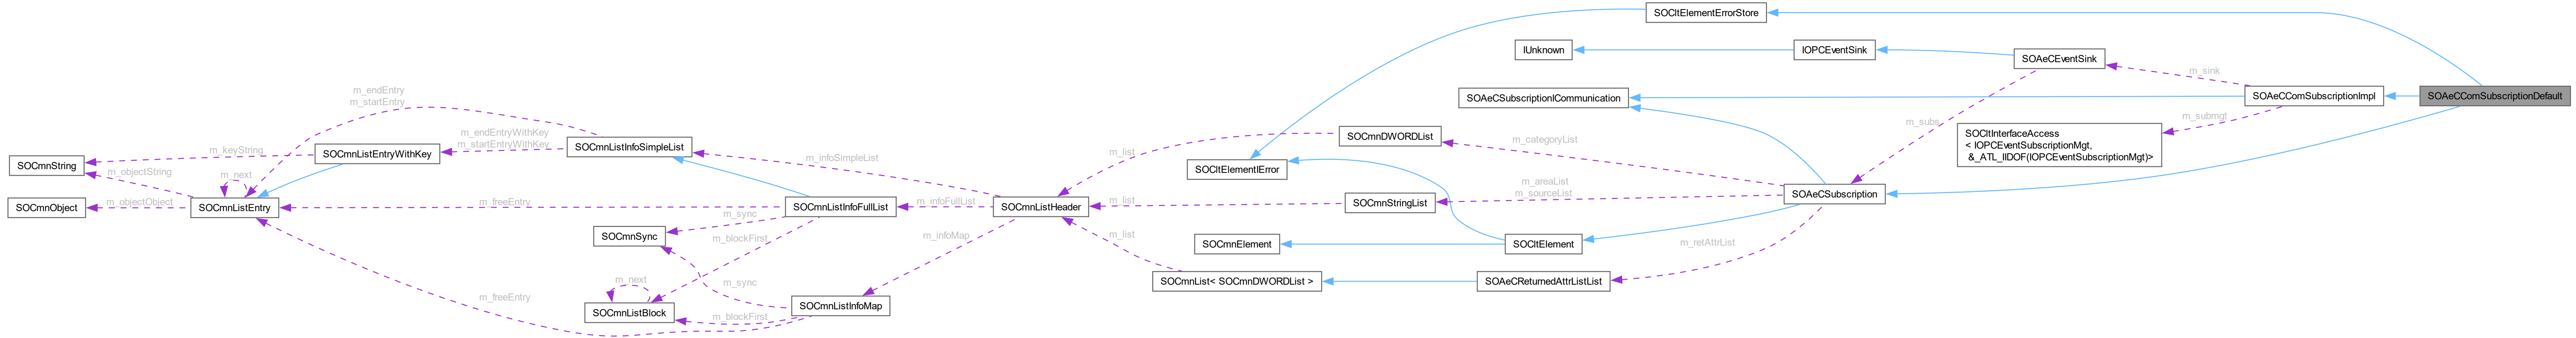 SOCltElementErrorStore
IUnknown
IOPCEventSink
SOAeCEventSink
m_sink
SOAeCSubscriptionICommunication
SOAeCComSubscriptionImpl
SOAeCComSubscriptionDefault
m_endEntry
m_startEntry
m_submgt
m_subs
SOCltInterfaceAccess
< IOPCEventSubscriptionMgt,
&_ATL_IIDOF(IOPCEventSubscriptionMgt)>
m_endEntryWithKey
m_startEntryWithKey
SOCmnDWORDList
m_categoryList
m_keyString
SOCmnListEntryWithKey
SOCmnListInfoSimpleList
m_infoSimpleList
m_list
SOCmnString
SOCltElementIError
m_objectString
m_next
m_areaList
m_sourceList
SOAeCSubscription
SOCmnObject
m_objectObject
SOCmnListEntry
m_freeEntry
SOCmnListInfoFullList
m_infoFullList
SOCmnListHeader
m_list
SOCmnStringList
m_sync
SOCmnSync
m_blockFirst
m_infoMap
m_list
SOCmnElement
SOCltElement
m_retAttrList
m_next
m_sync
SOCmnList< SOCmnDWORDList >
SOAeCReturnedAttrListList
m_freeEntry
SOCmnListBlock
m_blockFirst
SOCmnListInfoMap